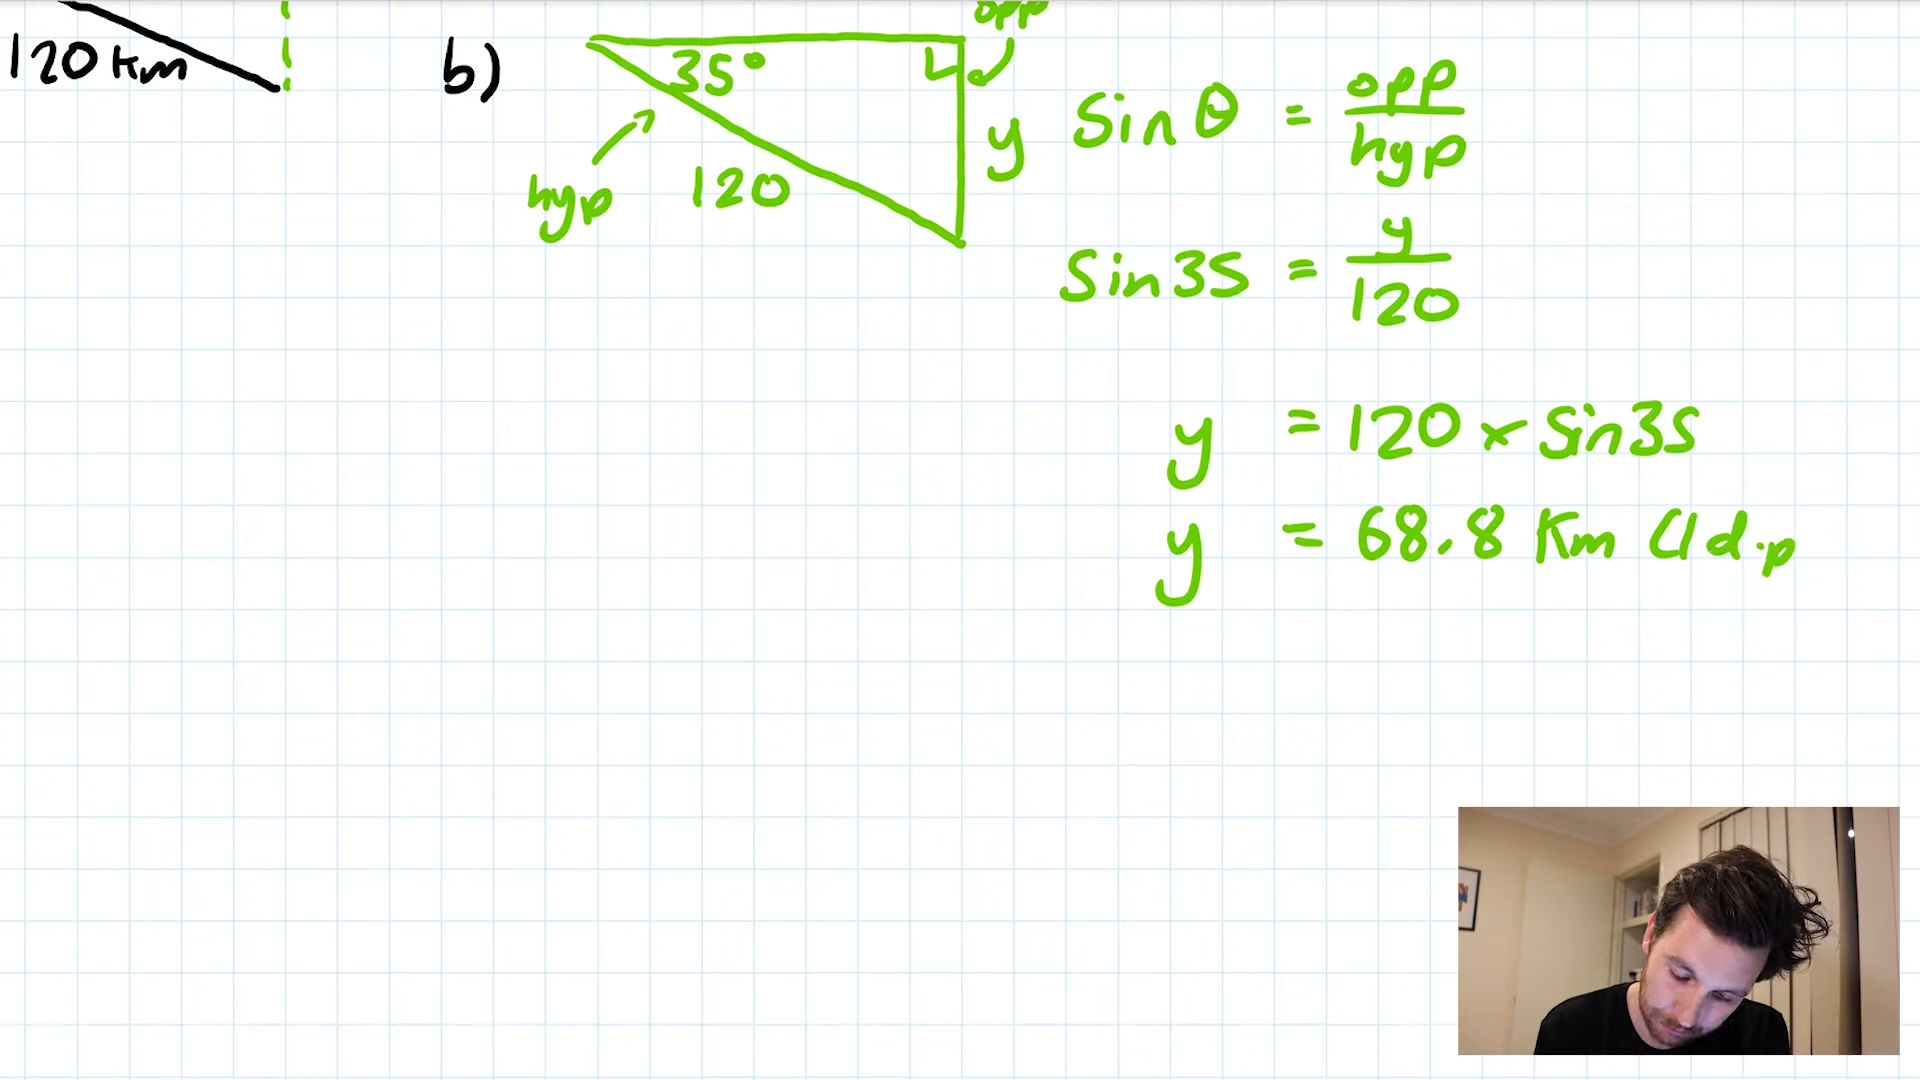 120 km
b)
opp
35°
hyp
120
y
Sin θ = opp / hyp
Sin 35 = y / 120
y = 120 × Sin 35
y = 68.8 km (1 d.p